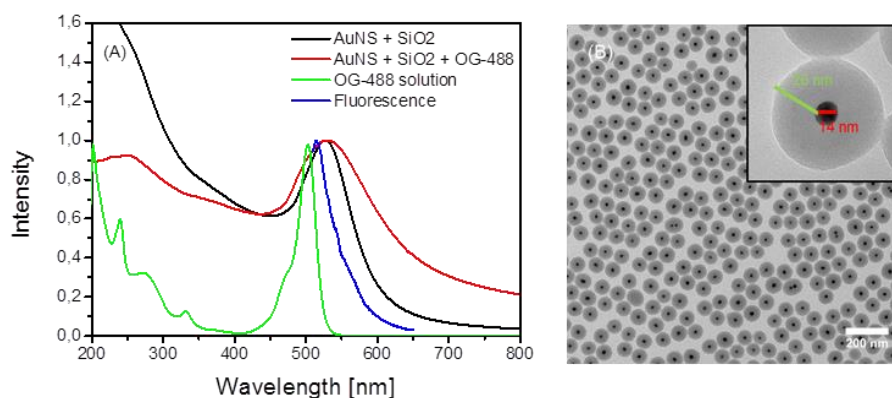 (A)
AuNS + SiO2
AuNS + SiO2 + OG-488
OG-488 solution
Fluorescence
Intensity
1,6
1,4
1,2
1,0
0,8
0,6
0,4
0,2
0,0
200 300 400 500 600 700 800
Wavelength [nm]
(B)
nm
14 nm
200 nm